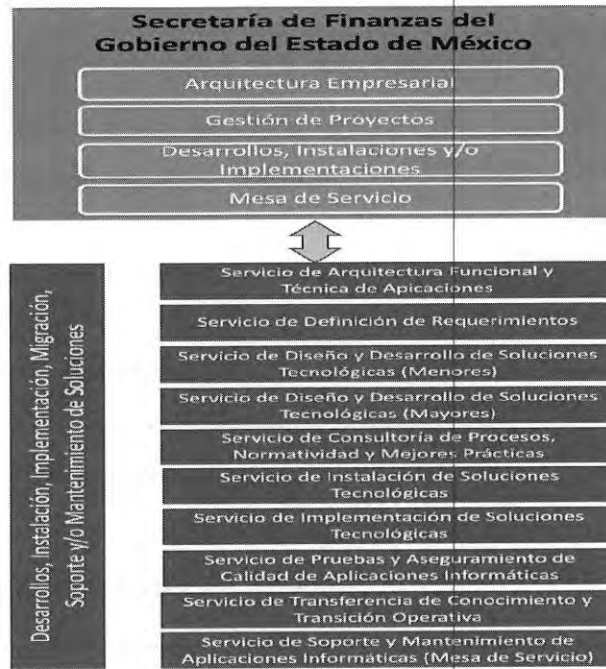 Secretaría de Finanzas del
Gobierno del Estado de México
Arquitectura Empresarial
Gestión de Proyectos
Desarrollos, Instalaciones y/o
Implementaciones
Mesa de Servicio
Desarrollos, Instalación, Implementación, Migración,
Soporte y/o Mantenimiento de Soluciones
Servicio de Arquitectura Funcional y
Técnica de Apicaciones
Servicio de Definición de Requerimientos
Servicio de Diseño y Desarrollo de Soluciones
Tecnológicas (Menores)
Servicio de Diseño y Desarrollo de Soluciones
Tecnológicas (Mayores)
Servicio de Consultoría de Procesos,
Normatividad y Mejores Prácticas
Servicio de Instalación de Soluciones
Tecnológicas
Servicio de Implementación de Soluciones
Tecnológicas
Servicio de Pruebas y Aseguramiento de
Calidad de Aplicaciones Informáticas
Servicio de Transferencia de Conocimiento y
Transición Operativa
Servicio de Soporte y Mantenimiento de
Aplicaciones Informáticas (Mesa de Servicio)